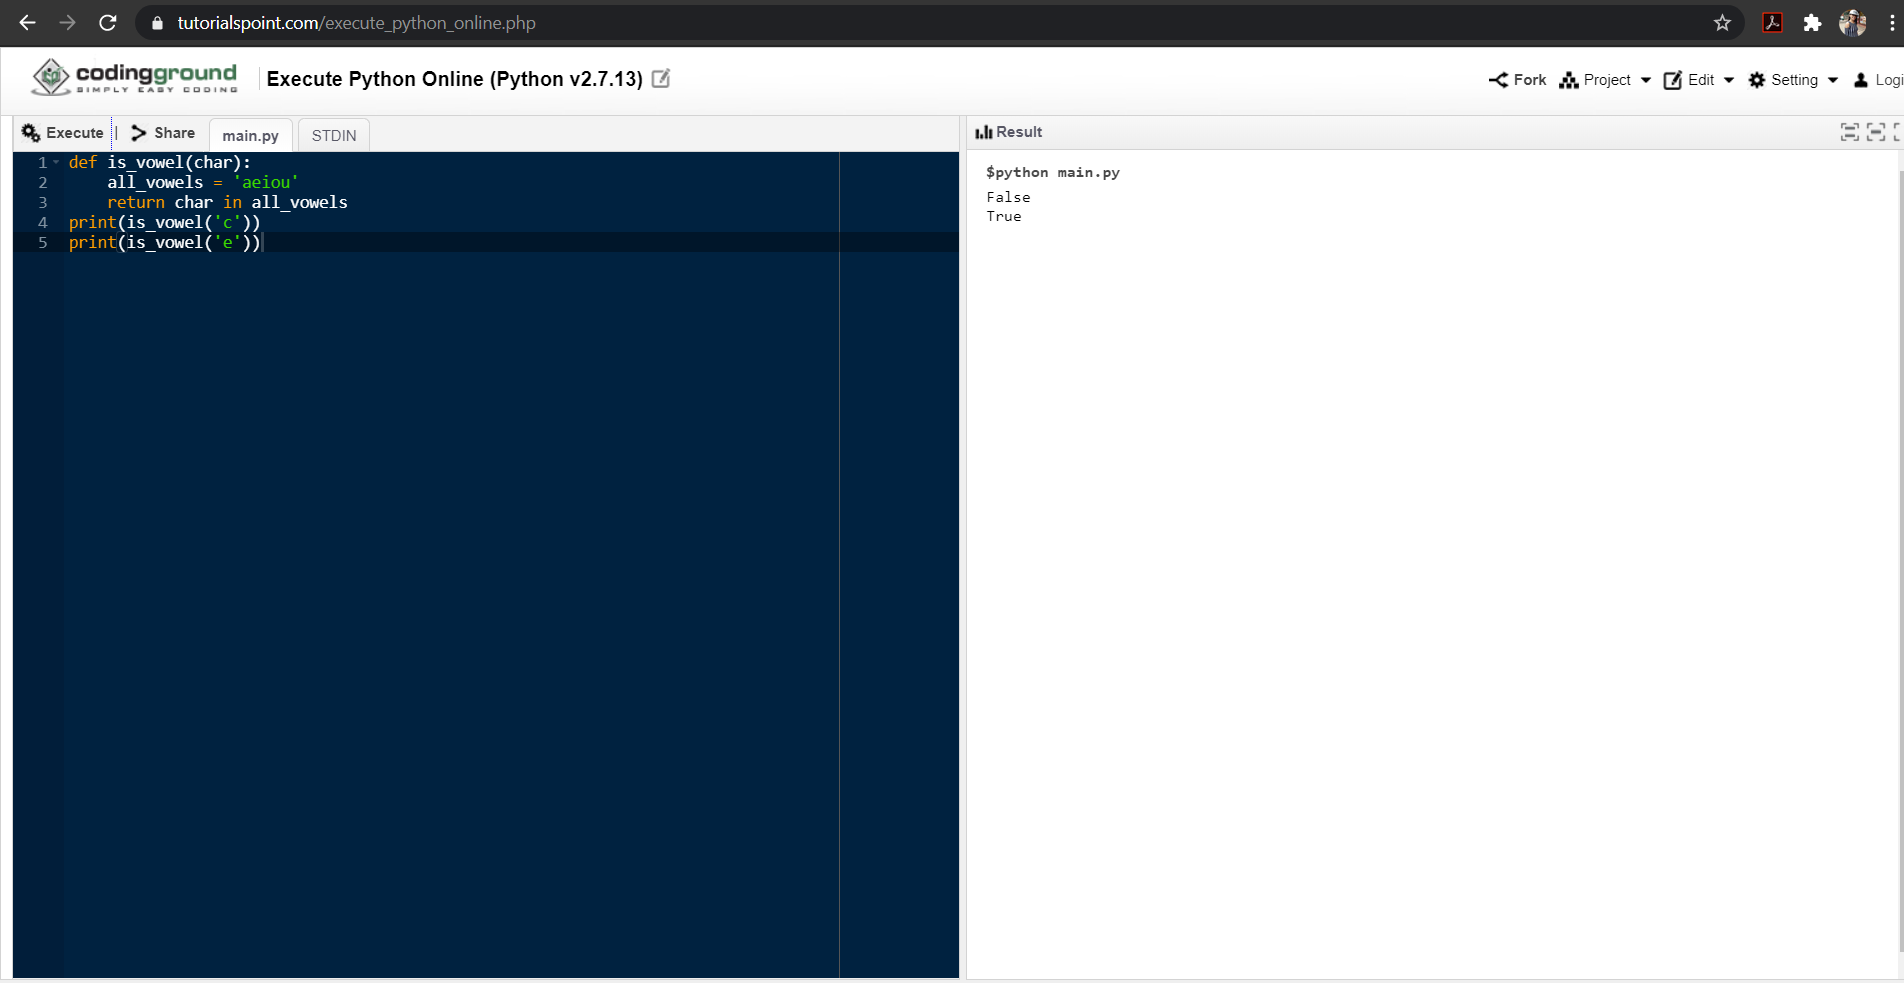 tutorialspoint.com/execute_python_online.php
codingground
SIMPLY EASY CODING
Execute Python Online (Python v2.7.13)
Fork Project Edit Setting Logi
Execute | Share main.py STDIN
Result
1 def is_vowel(char):
2     all_vowels = 'aeiou'
3     return char in all_vowels
4 print(is_vowel('c'))
5 print(is_vowel('e'))
$python main.py
False
True